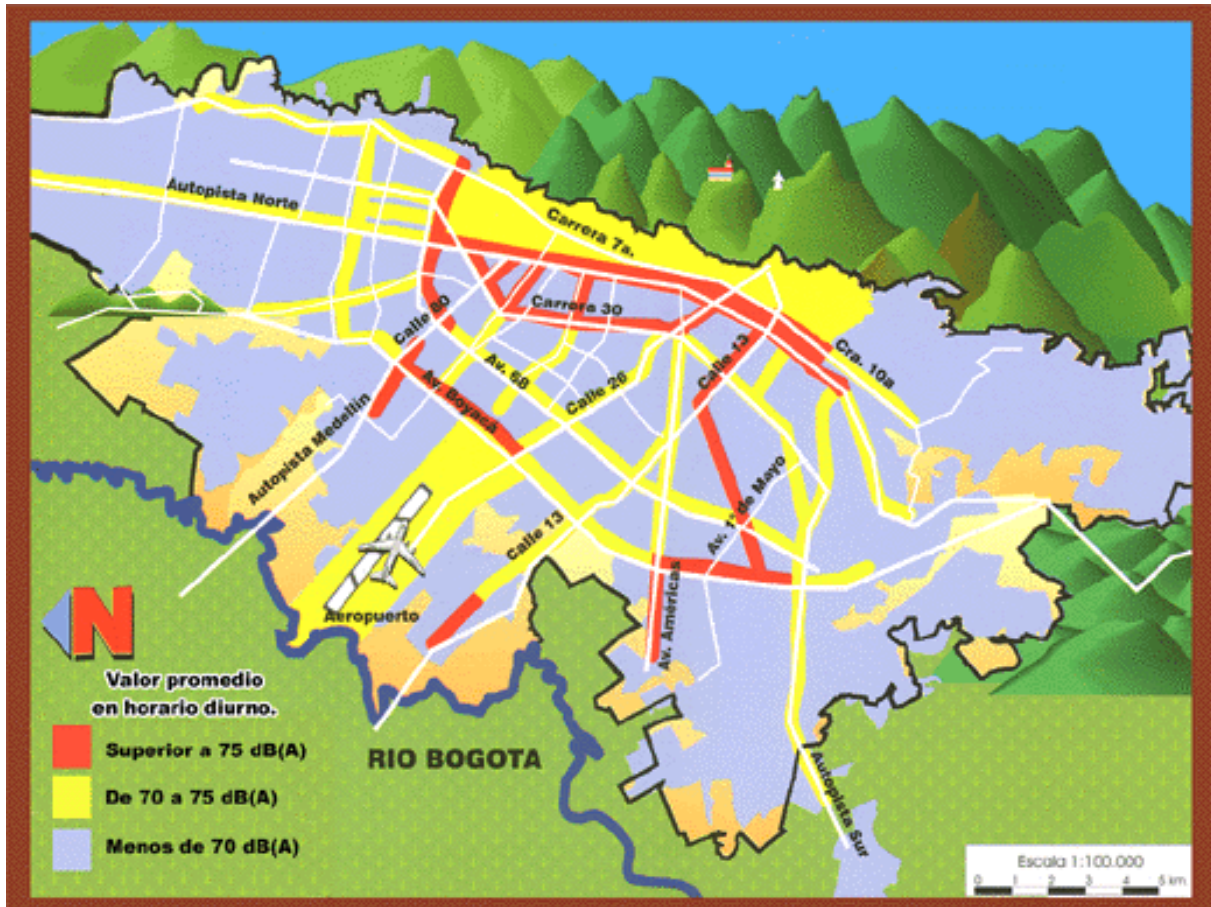 Autopista Norte
Carrera 7a.
Carrera 30
Calle 80
Calle 13
Cra. 10a
Av. 68
Calle 26
Av. Boyacá
Autopista Medellín
Av. 1° de Mayo
Calle 13
Aeropuerto
Av. Américas
N
Valor promedio
en horario diurno.
Superior a 75 dB(A)
De 70 a 75 dB(A)
Menos de 70 dB(A)
RIO BOGOTA
Autopista Sur
Escala 1:100.000
0 1 2 3 4 5 km